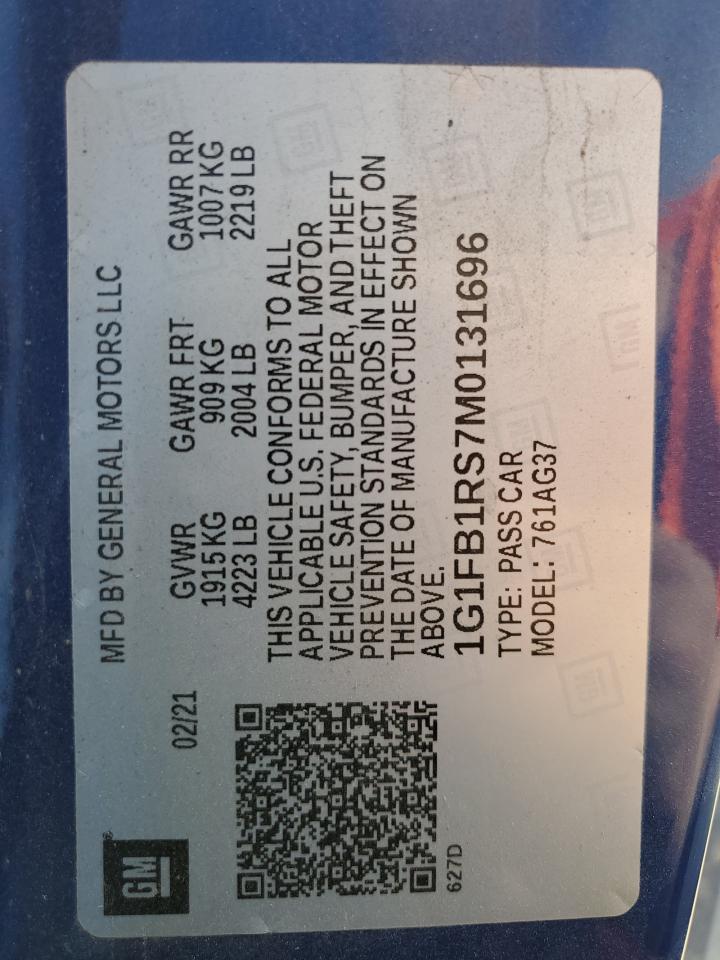 GM
MFD BY GENERAL MOTORS LLC
02/21
GVWR GAWR FRT GAWR RR
1915 KG 909 KG 1007 KG
4223 LB 2004 LB 2219 LB
THIS VEHICLE CONFORMS TO ALL
APPLICABLE U.S. FEDERAL MOTOR
VEHICLE SAFETY, BUMPER, AND THEFT
PREVENTION STANDARDS IN EFFECT ON
THE DATE OF MANUFACTURE SHOWN
ABOVE.
1G1FB1RS7M0131696
TYPE: PASS CAR
MODEL: 761AG37
627D